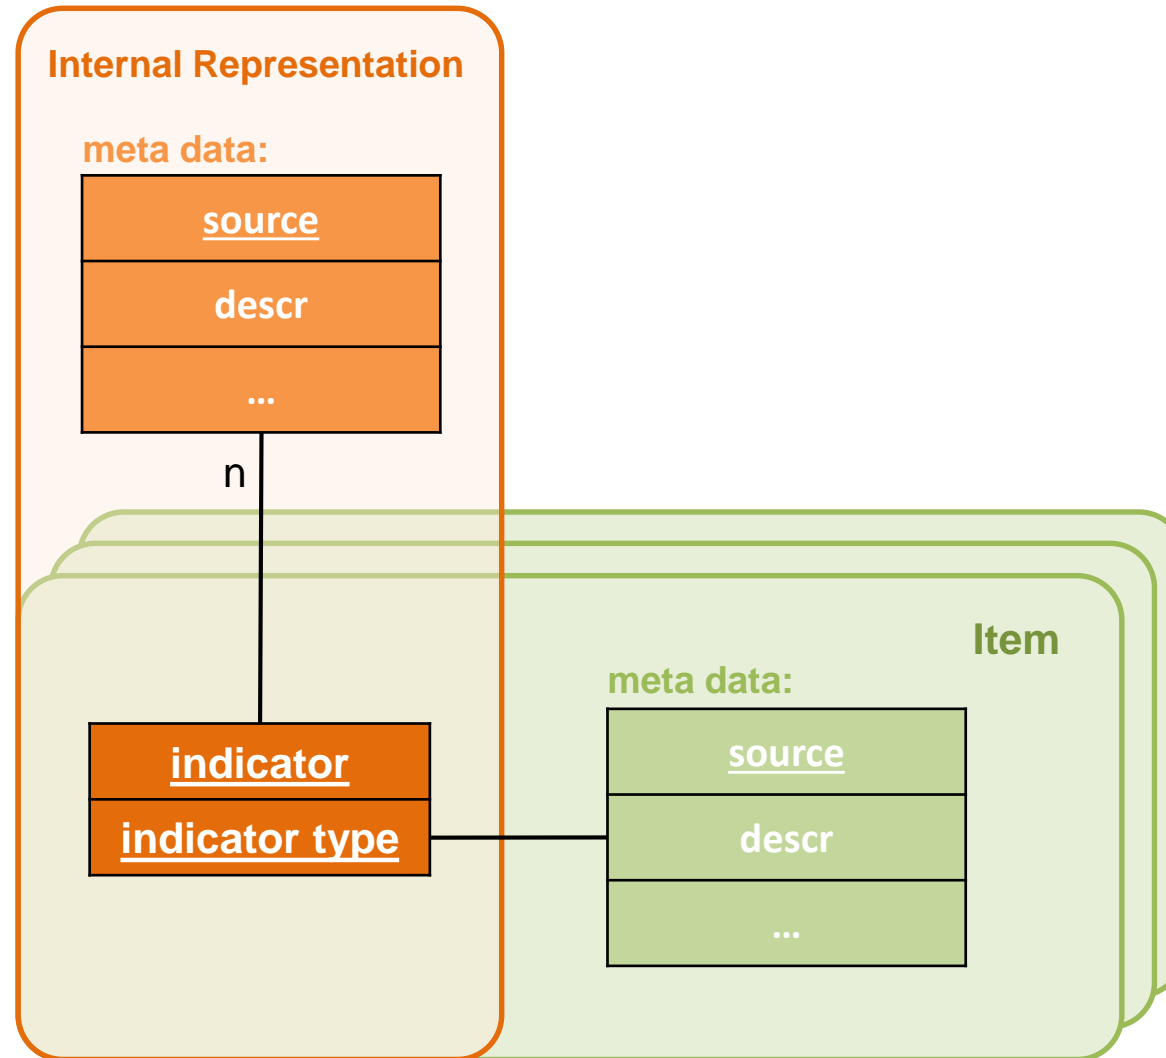 Internal Representation
meta data:
source
descr
...
n
Item
meta data:
indicator
indicator type
source
descr
...